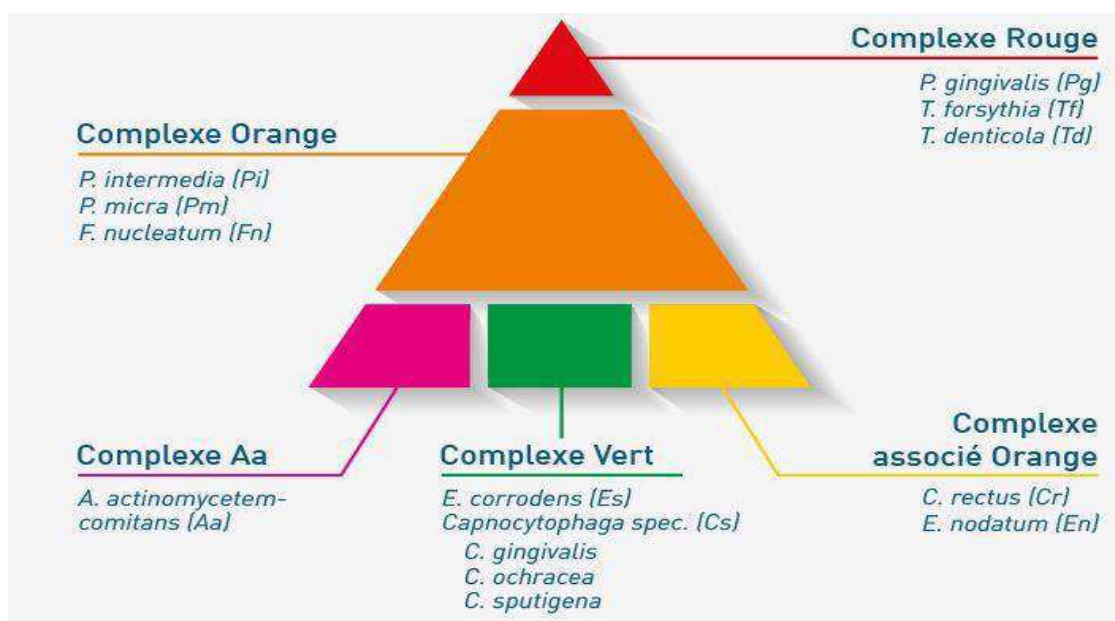 Complexe Rouge
P. gingivalis (Pg)
T. forsythia (Tf)
T. denticola (Td)
Complexe Orange
P. intermedia (Pi)
P. micra (Pm)
F. nucleatum (Fn)
Complexe Aa
A. actinomycetem-
comitans (Aa)
Complexe Vert
E. corrodens (Es)
Capnocytophaga spec. (Cs)
C. gingivalis
C. ochracea
C. sputigena
Complexe
associé Orange
C. rectus (Cr)
E. nodatum (En)